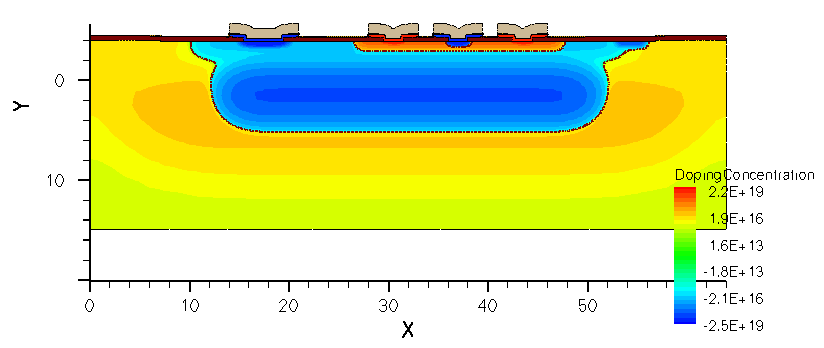 Y
0
10
DopingConcentration
2.2E+19
1.9E+16
1.6E+13
-1.8E+13
-2.1E+16
-2.5E+19
0 10 20 30 40 50
X